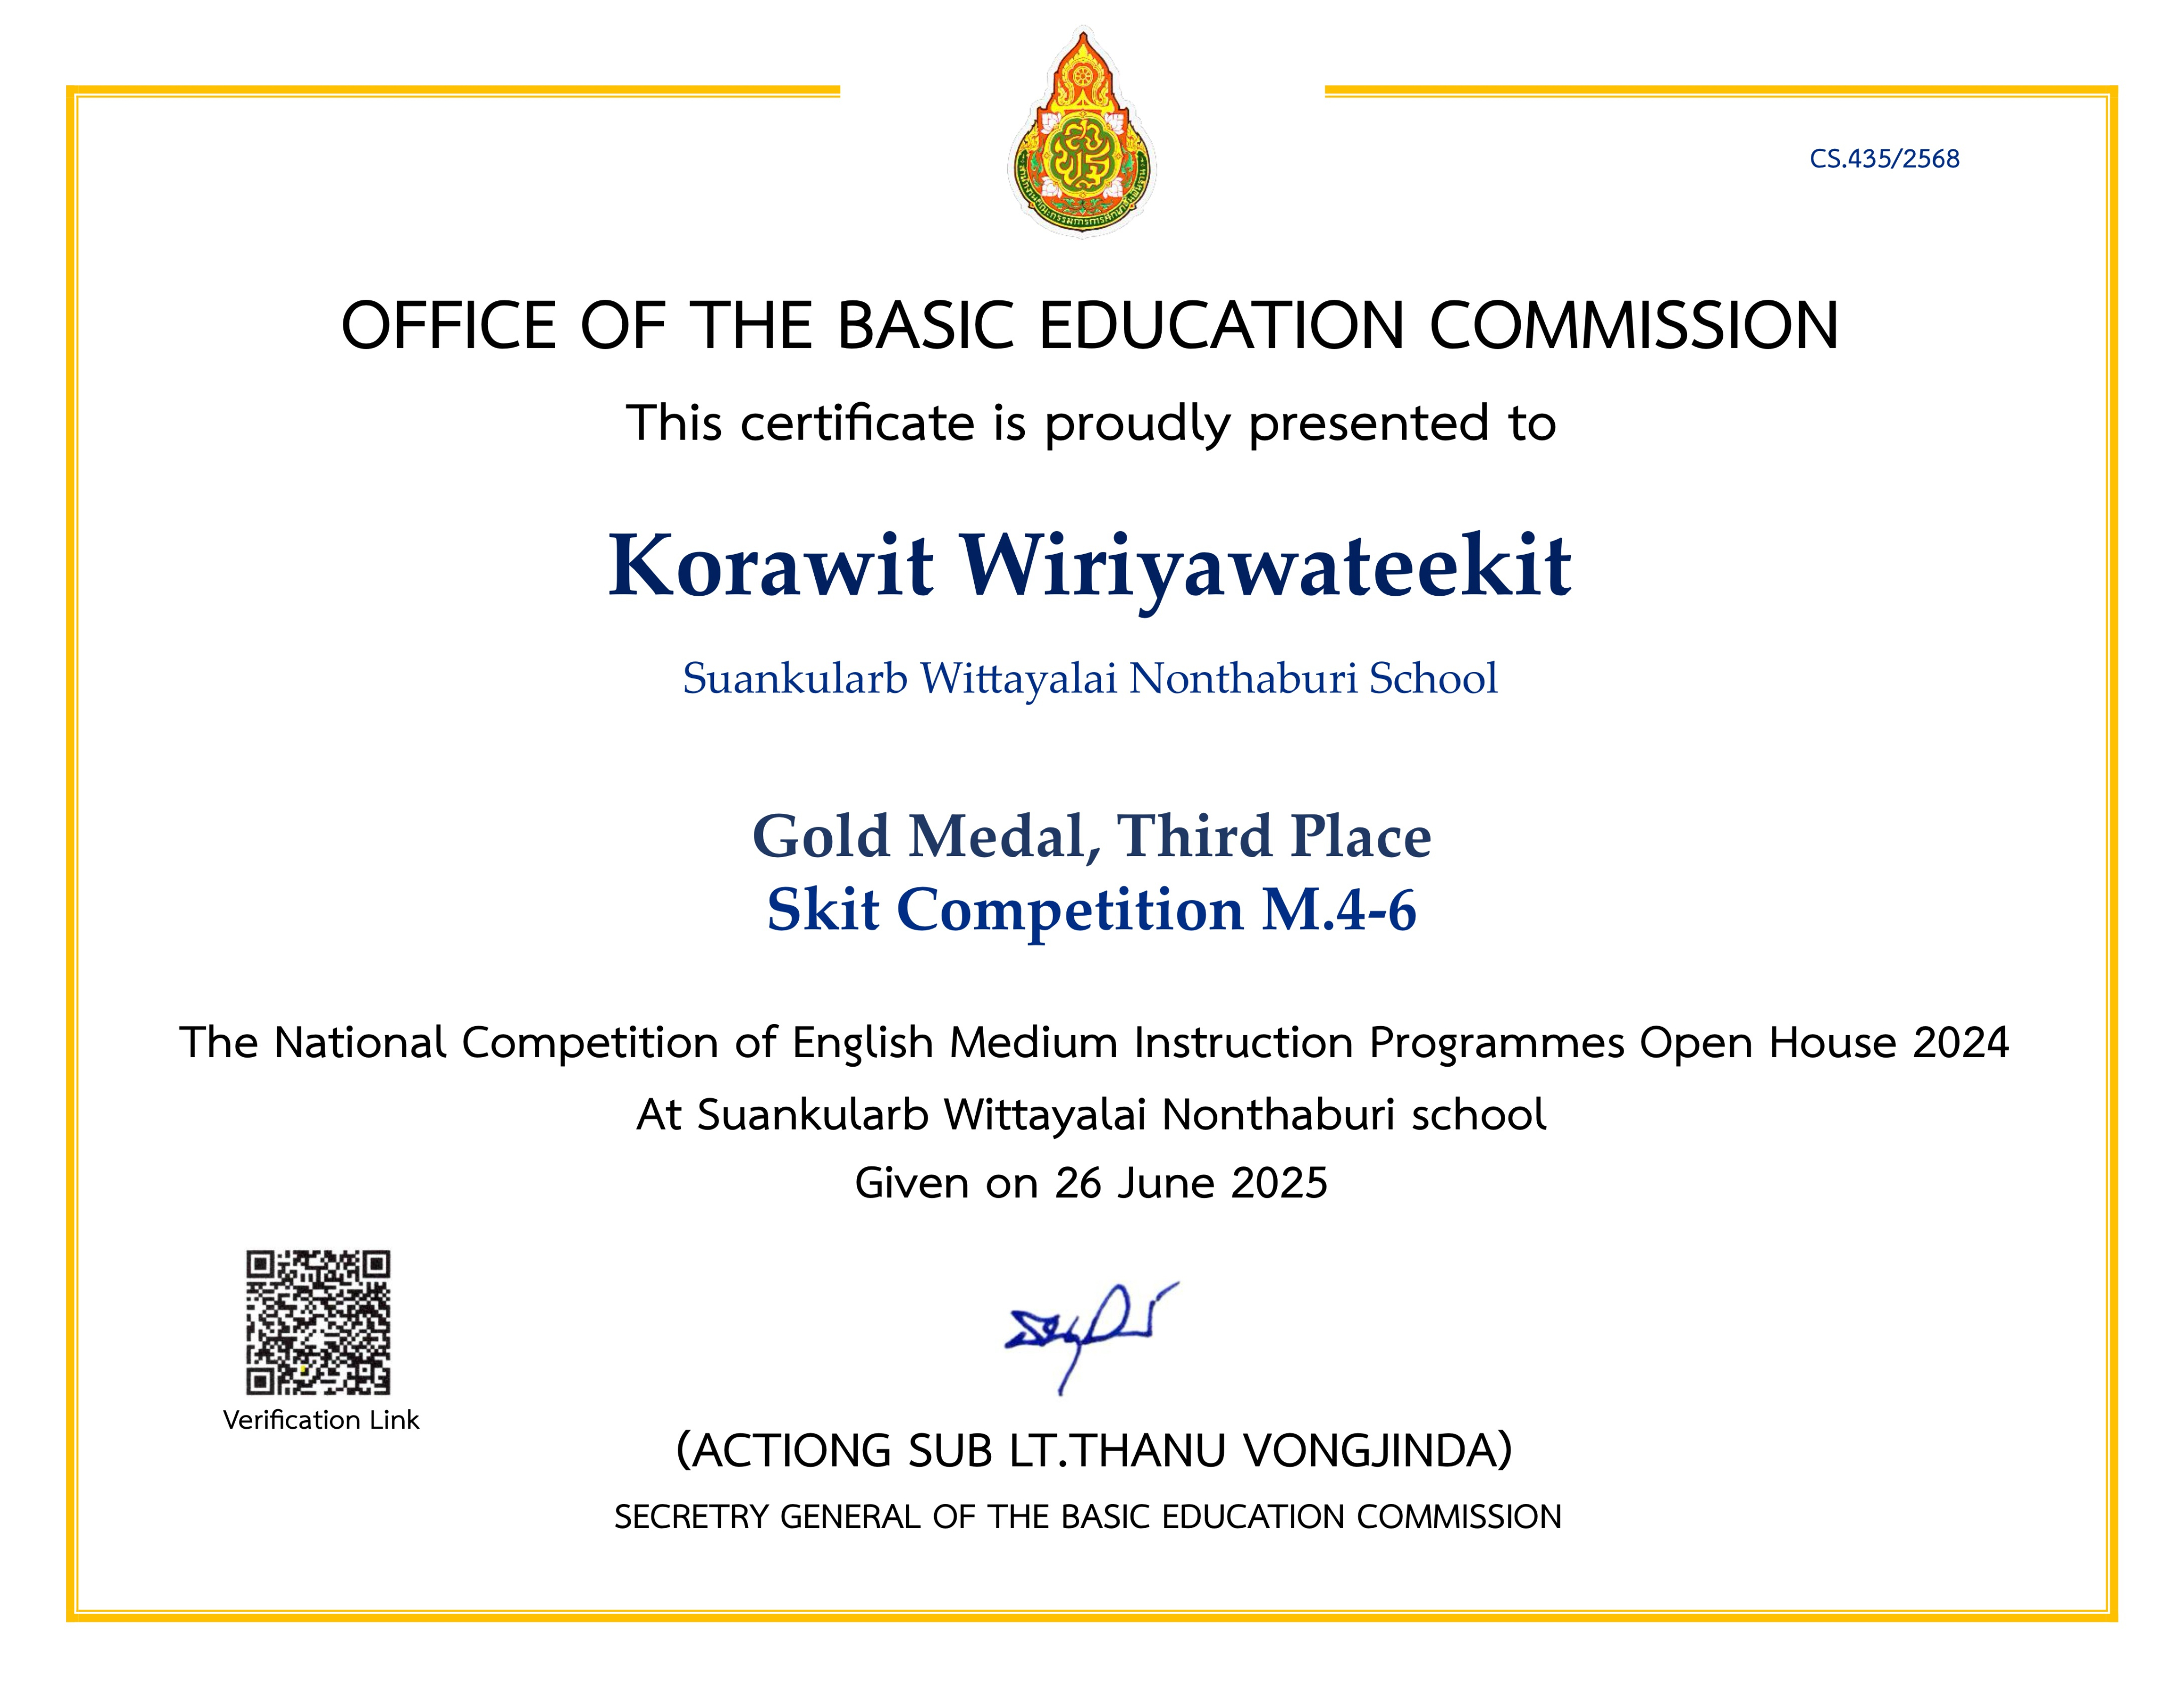 CS.435/2568
OFFICE OF THE BASIC EDUCATION COMMISSION
This certificate is proudly presented to
Korawit Wiriyawateekit
Suankularb Wittayalai Nonthaburi School
Gold Medal, Third Place
Skit Competition M.4-6
The National Competition of English Medium Instruction Programmes Open House 2024
At Suankularb Wittayalai Nonthaburi school
Given on 26 June 2025
Verification Link
(ACTIONG SUB LT.THANU VONGJINDA)
SECRETRY GENERAL OF THE BASIC EDUCATION COMMISSION